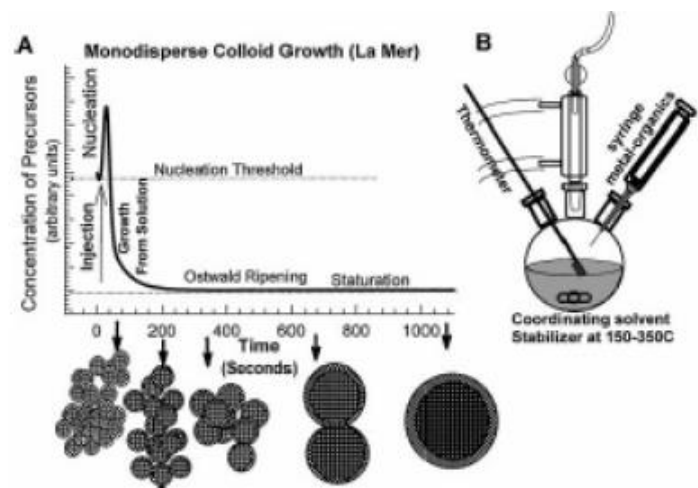 A
Monodisperse Colloid Growth (La Mer)
Concentration of Precursors
(arbitrary units)
Nucleation
Injection
Growth
From Solution
Nucleation Threshold
Ostwald Ripening
Staturation
0 200 400 600 800 1000
Time
(Seconds)
B
Thermometer
syringe
metal-organics
Coordinating solvent
Stabilizer at 150-350C